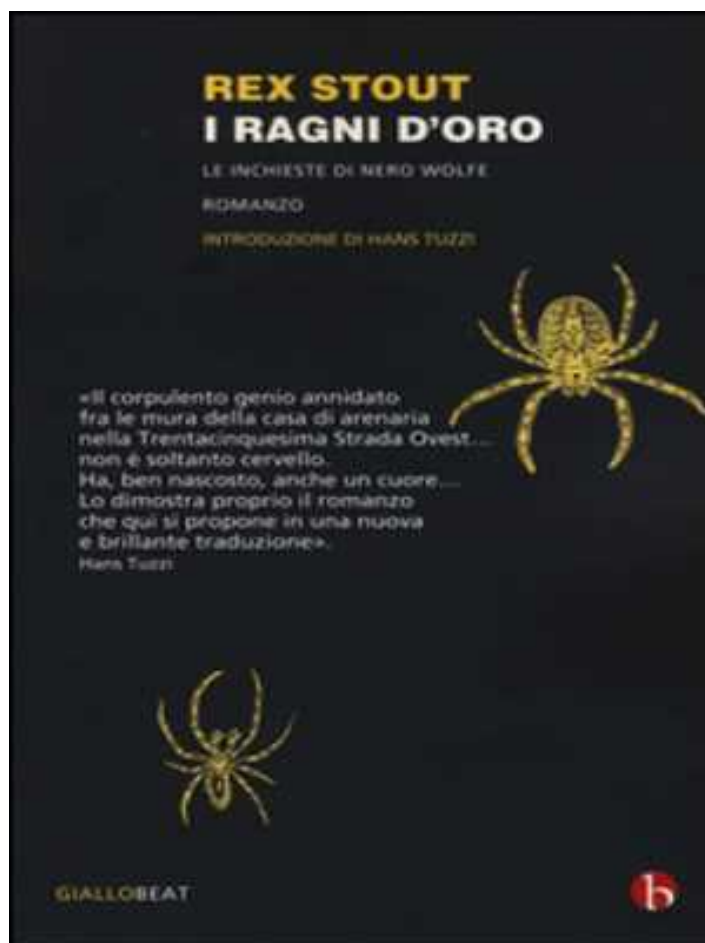 REX STOUT
I RAGNI D'ORO
LE INCHIESTE DI NERO WOLFE
ROMANZO
INTRODUZIONE DI HANS TUZZI
«Il corpulento genio annidato
fra le mura della casa di arenaria
nella Trentacinquesima Strada Ovest...
non è soltanto cervello.
Ha, ben nascosto, anche un cuore...
Lo dimostra proprio il romanzo
che qui si propone in una nuova
e brillante traduzione».
Hans Tuzzi
GIALLOBEAT
b